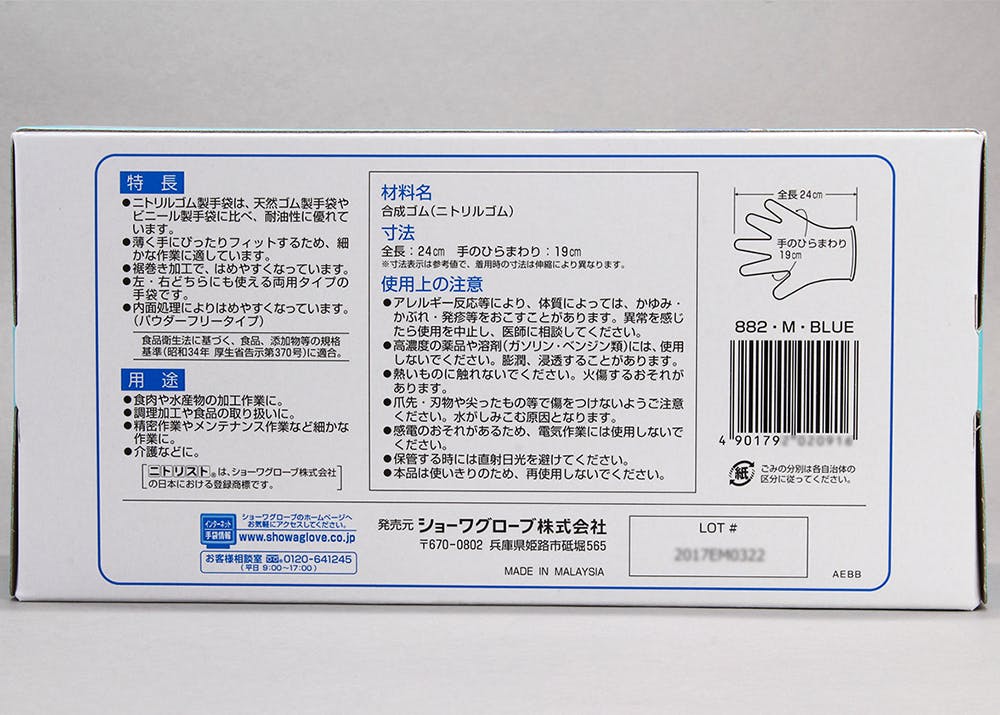 特長
●ニトリルゴム製手袋は、天然ゴム製手袋や
ビニール製手袋に比べ、耐油性に優れて
います。
●薄く手にぴったりフィットするため、細
かな作業に適しています。
●裾巻き加工で、はめやすくなっています。
●左・右どちらにも使える両用タイプの
手袋です。
●内面処理によりはめやすくなっています。
（パウダーフリータイプ）
食品衛生法に基づく、食品、添加物等の規格
基準（昭和34年 厚生省告示第370号）に適合。
用途
●食肉や水産物の加工作業に。
●調理加工や食品の取り扱いに。
●精密作業やメンテナンス作業など細かな
作業に。
●介護などに。
ニトリスト®は、ショーワグローブ株式会社
の日本における登録商標です。
材料名
合成ゴム（ニトリルゴム）
寸法
全長：24㎝ 手のひらまわり：19㎝
※寸法表示は参考値で、着用時の寸法は伸縮により異なります。
使用上の注意
●アレルギー反応等により、体質によっては、かゆみ・
かぶれ・発疹等をおこすことがあります。異常を感じ
たら使用を中止し、医師に相談してください。
●高濃度の薬品や溶剤（ガソリン・ベンジン類）には、使用
しないでください。膨潤、浸透することがあります。
●熱いものに触れないでください。火傷するおそれが
あります。
●爪先・刃物や尖ったもの等で傷をつけないようご注意
ください。水がしみこむ原因となります。
●感電のおそれがあるため、電気作業には使用しないで
ください。
●保管する時には直射日光を避けてください。
●本品は使いきりのため、再使用しないでください。
全長24㎝
手のひらまわり
19㎝
882・M・BLUE
4 90179
紙
ごみの分別は各自治体の
区分に従ってください。
インターネット
手袋情報
ショーワグローブのホームページへ
お気軽にアクセスしてください。
www.showaglove.co.jp
お客様相談室 0120-641245
（平日 9:00〜17:00）
発売元 ショーワグローブ株式会社
〒670-0802 兵庫県姫路市砥堀565
MADE IN MALAYSIA
LOT #
2017EM0322
AEBB